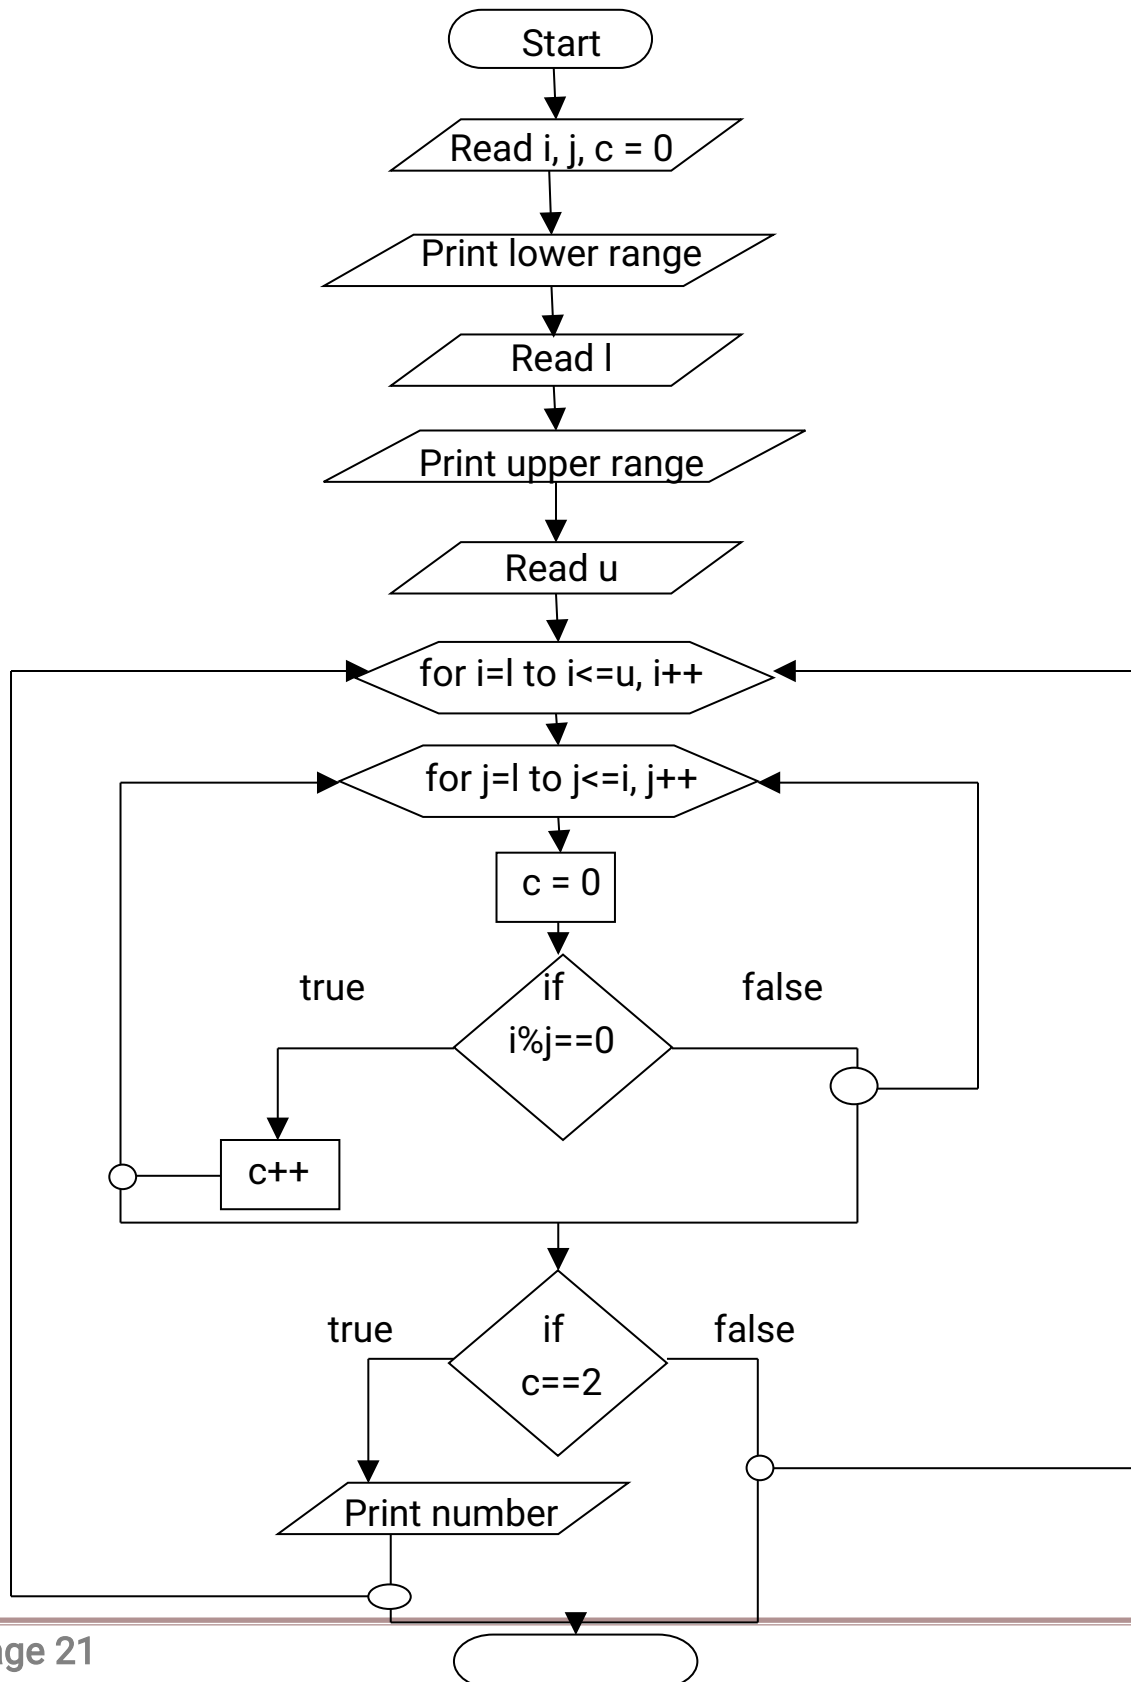 Start
Read i, j, c = 0
Print lower range
Read l
Print upper range
Read u
for i=l to i<=u, i++
for j=l to j<=i, j++
c = 0
true
if
false
i%j==0
c++
true
if
false
c==2
Print number
age 21